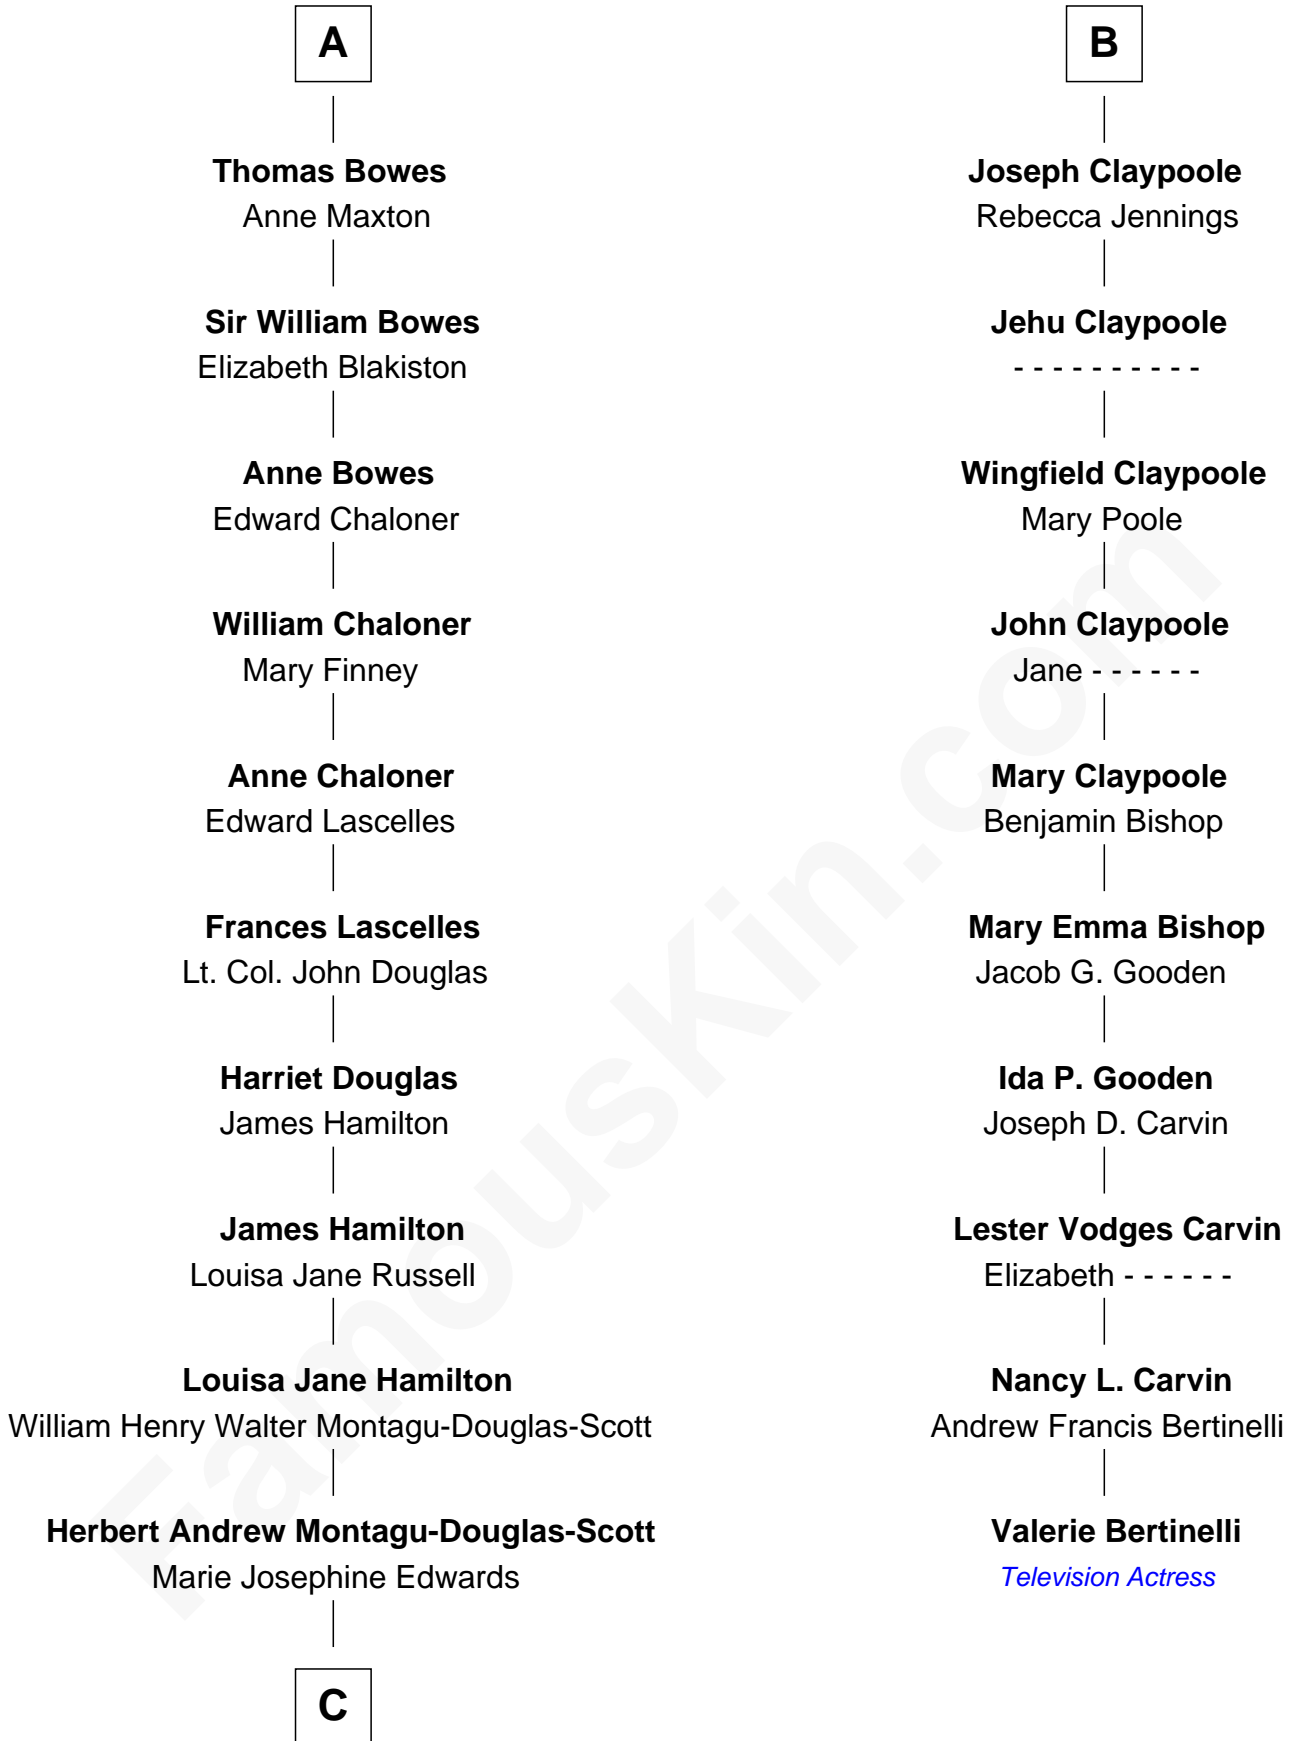 A
Thomas Bowes
Anne Maxton
Sir William Bowes
Elizabeth Blakiston
Anne Bowes
Edward Chaloner
William Chaloner
Mary Finney
Anne Chaloner
Edward Lascelles
Frances Lascelles
Lt. Col. John Douglas
Harriet Douglas
James Hamilton
James Hamilton
Louisa Jane Russell
Louisa Jane Hamilton
William Henry Walter Montagu-Douglas-Scott
Herbert Andrew Montagu-Douglas-Scott
Marie Josephine Edwards
C
B
Joseph Claypoole
Rebecca Jennings
Jehu Claypoole
- - - - - - - - - -
Wingfield Claypoole
Mary Poole
John Claypoole
Jane - - - - - -
Mary Claypoole
Benjamin Bishop
Mary Emma Bishop
Jacob G. Gooden
Ida P. Gooden
Joseph D. Carvin
Lester Vodges Carvin
Elizabeth - - - - - -
Nancy L. Carvin
Andrew Francis Bertinelli
Valerie Bertinelli
Television Actress
FamousKin.com